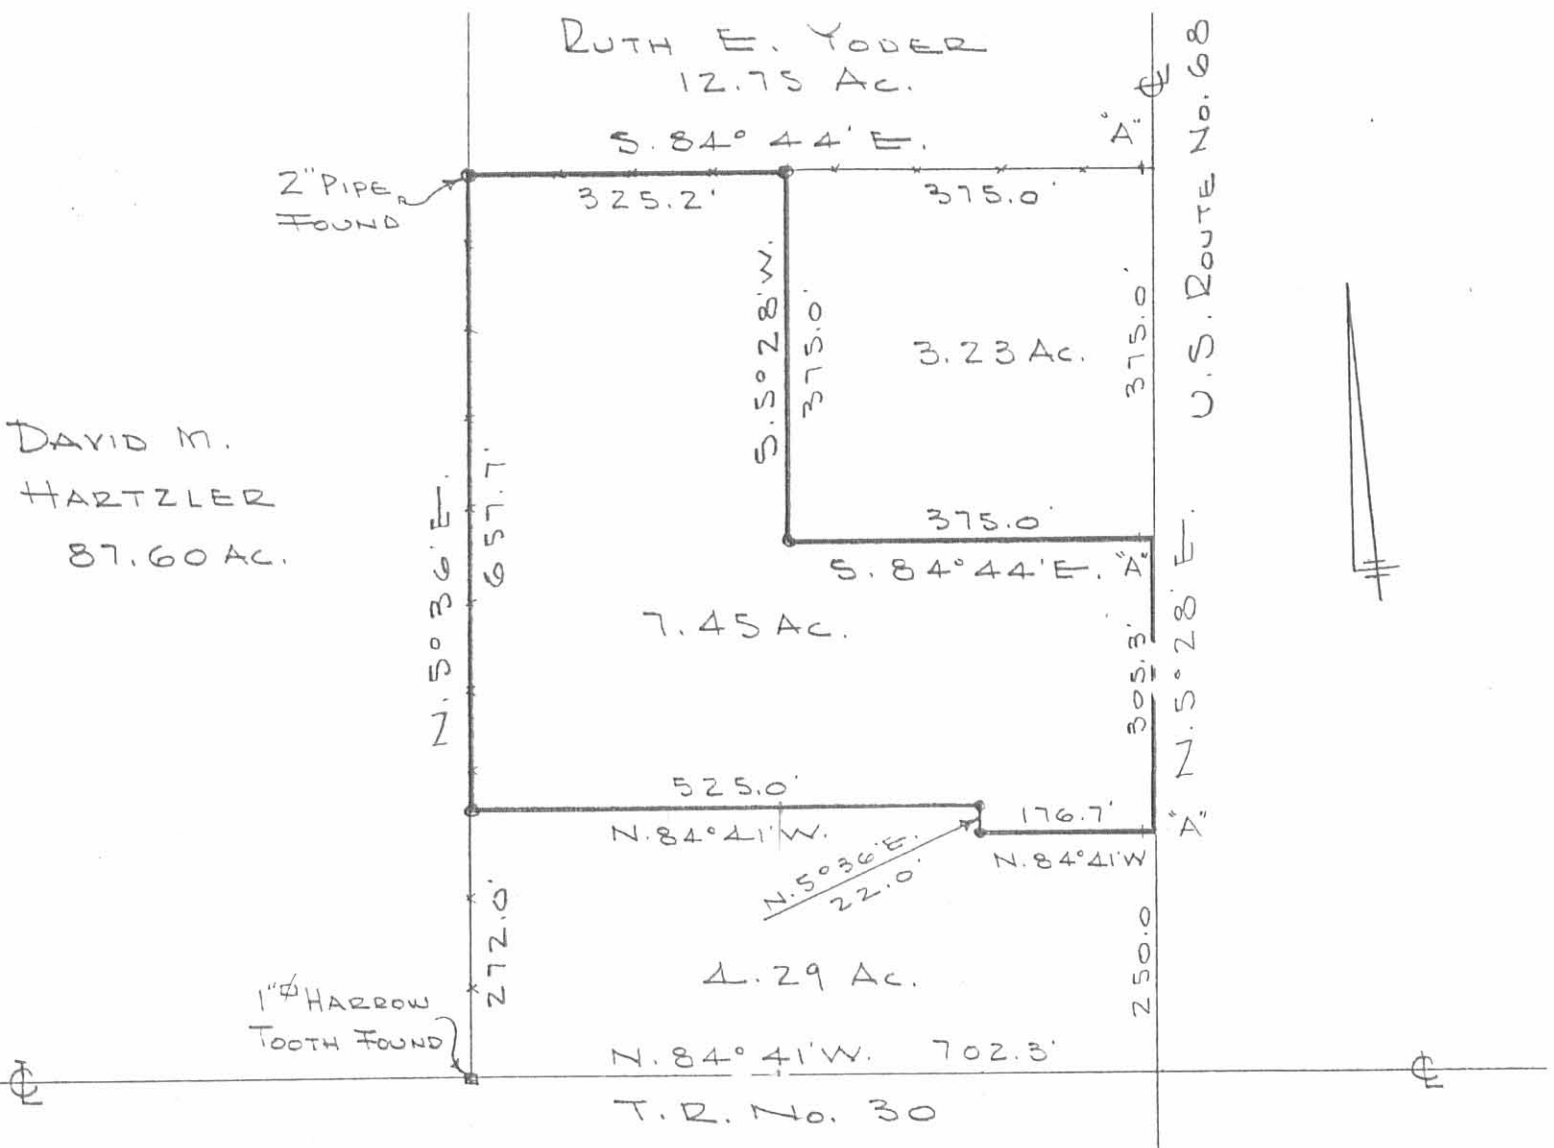 RUTH E. YODER
12.75 AC.
S. 84° 44' E.
"A"
℄
U.S. ROUTE NO. 68
2" PIPE
FOUND
325.2'
375.0'
S. 5° 28' W.
375.0'
3.23 AC.
375.0'
DAVID M.
HARTZLER
87.60 AC.
N. 5° 36' E.
657.7'
375.0'
S. 84° 44' E. "A"
7.45 AC.
305.3'
N. 5° 28' E.
525.0'
N. 84° 41' W.
176.7'
"A"
N. 84° 41' W
N. 5° 36' E.
22.0'
272.0'
4.29 AC.
250.0
1"⌀ HARROW
TOOTH FOUND
N. 84° 41' W. 702.3'
℄
℄
T.R. NO. 30